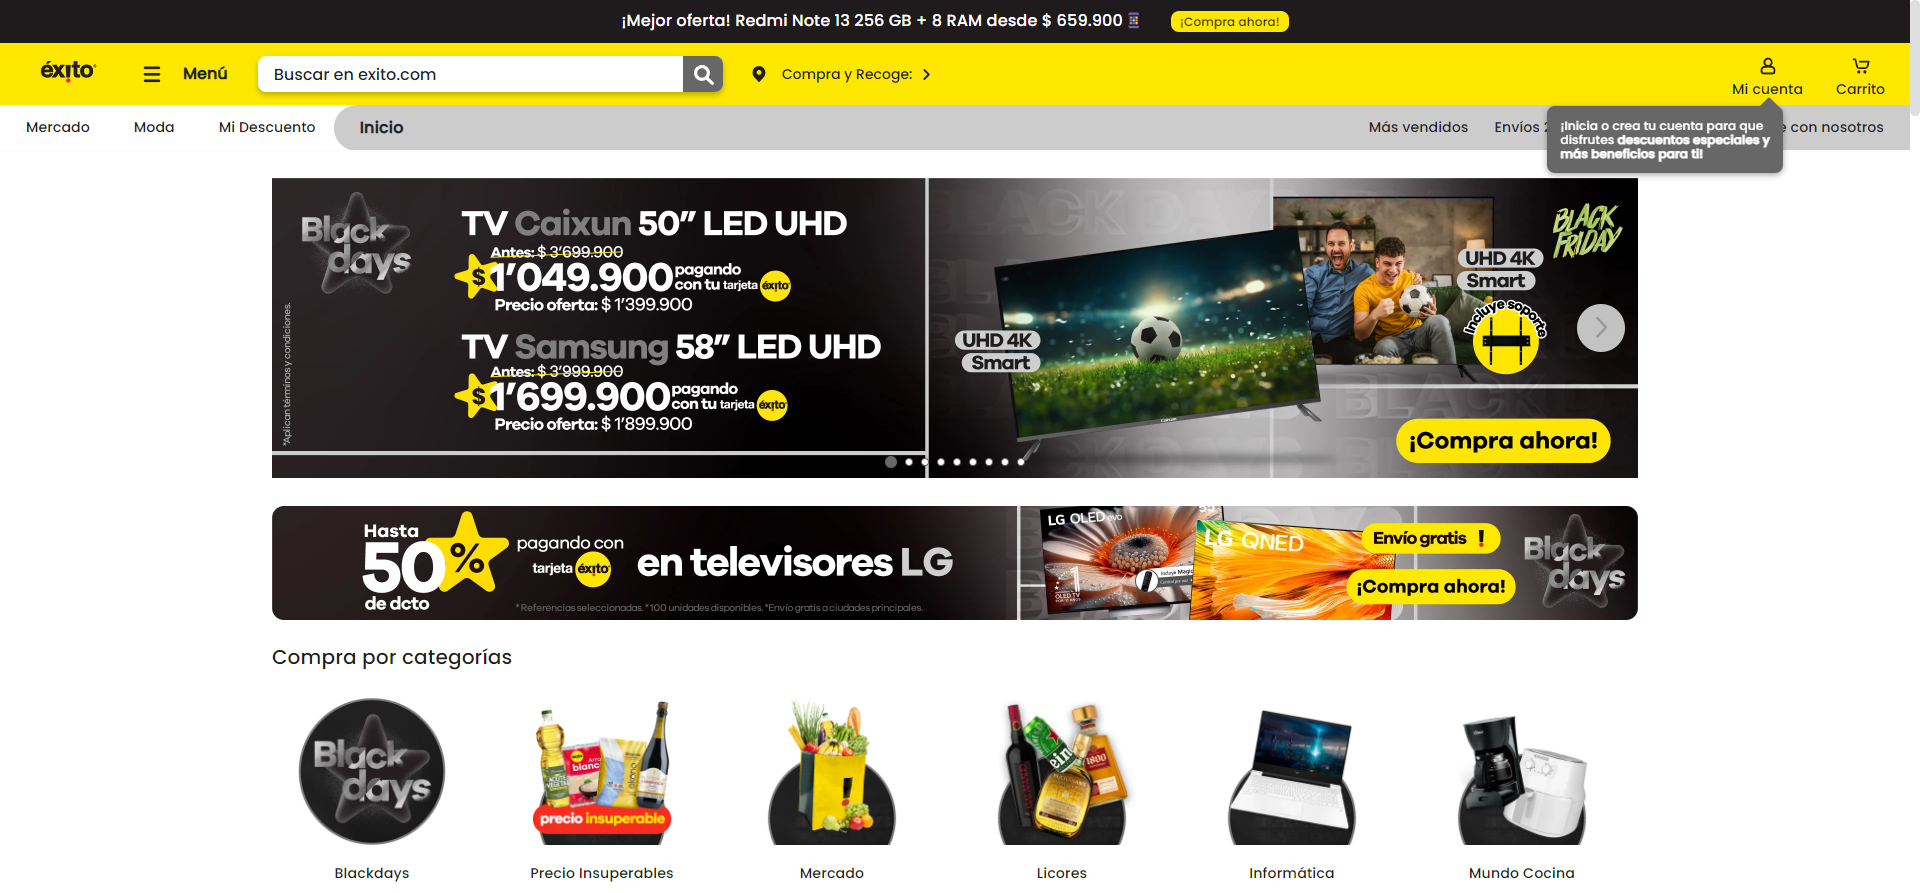 ¡Mejor oferta! Redmi Note 13 256 GB + 8 RAM desde $ 659.900
¡Compra ahora!
éxito
Menú
Buscar en exito.com
Compra y Recoge:
Mi cuenta
Carrito
Mercado
Moda
Mi Descuento
Inicio
Más vendidos
Envíos
e con nosotros
¡Inicia o crea tu cuenta para que
disfrutes descuentos especiales y
más beneficios para ti!
Black
days
*Aplican términos y condiciones.
TV Caixun 50” LED UHD
Antes: $ 3’699.900
$ 1’049.900 pagando
con tu tarjeta éxito
Precio oferta: $ 1’399.900
TV Samsung 58” LED UHD
Antes: $ 3’999.900
$ 1’699.900 pagando
con tu tarjeta éxito
Precio oferta: $ 1’899.900
UHD 4K
Smart
UHD 4K
Smart
Incluye soporte
BLACK
FRIDAY
¡Compra ahora!
Hasta
50%
de dcto
pagando con
tarjeta éxito
en televisores LG
* Referencias seleccionadas. *100 unidades disponibles. *Envío gratis a ciudades principales.
LG OLED evo
LG QNED
Envío gratis
¡Compra ahora!
Black
days
Compra por categorías
Black
days
precio insuperable
1800
Blackdays
Precio Insuperables
Mercado
Licores
Informática
Mundo Cocina